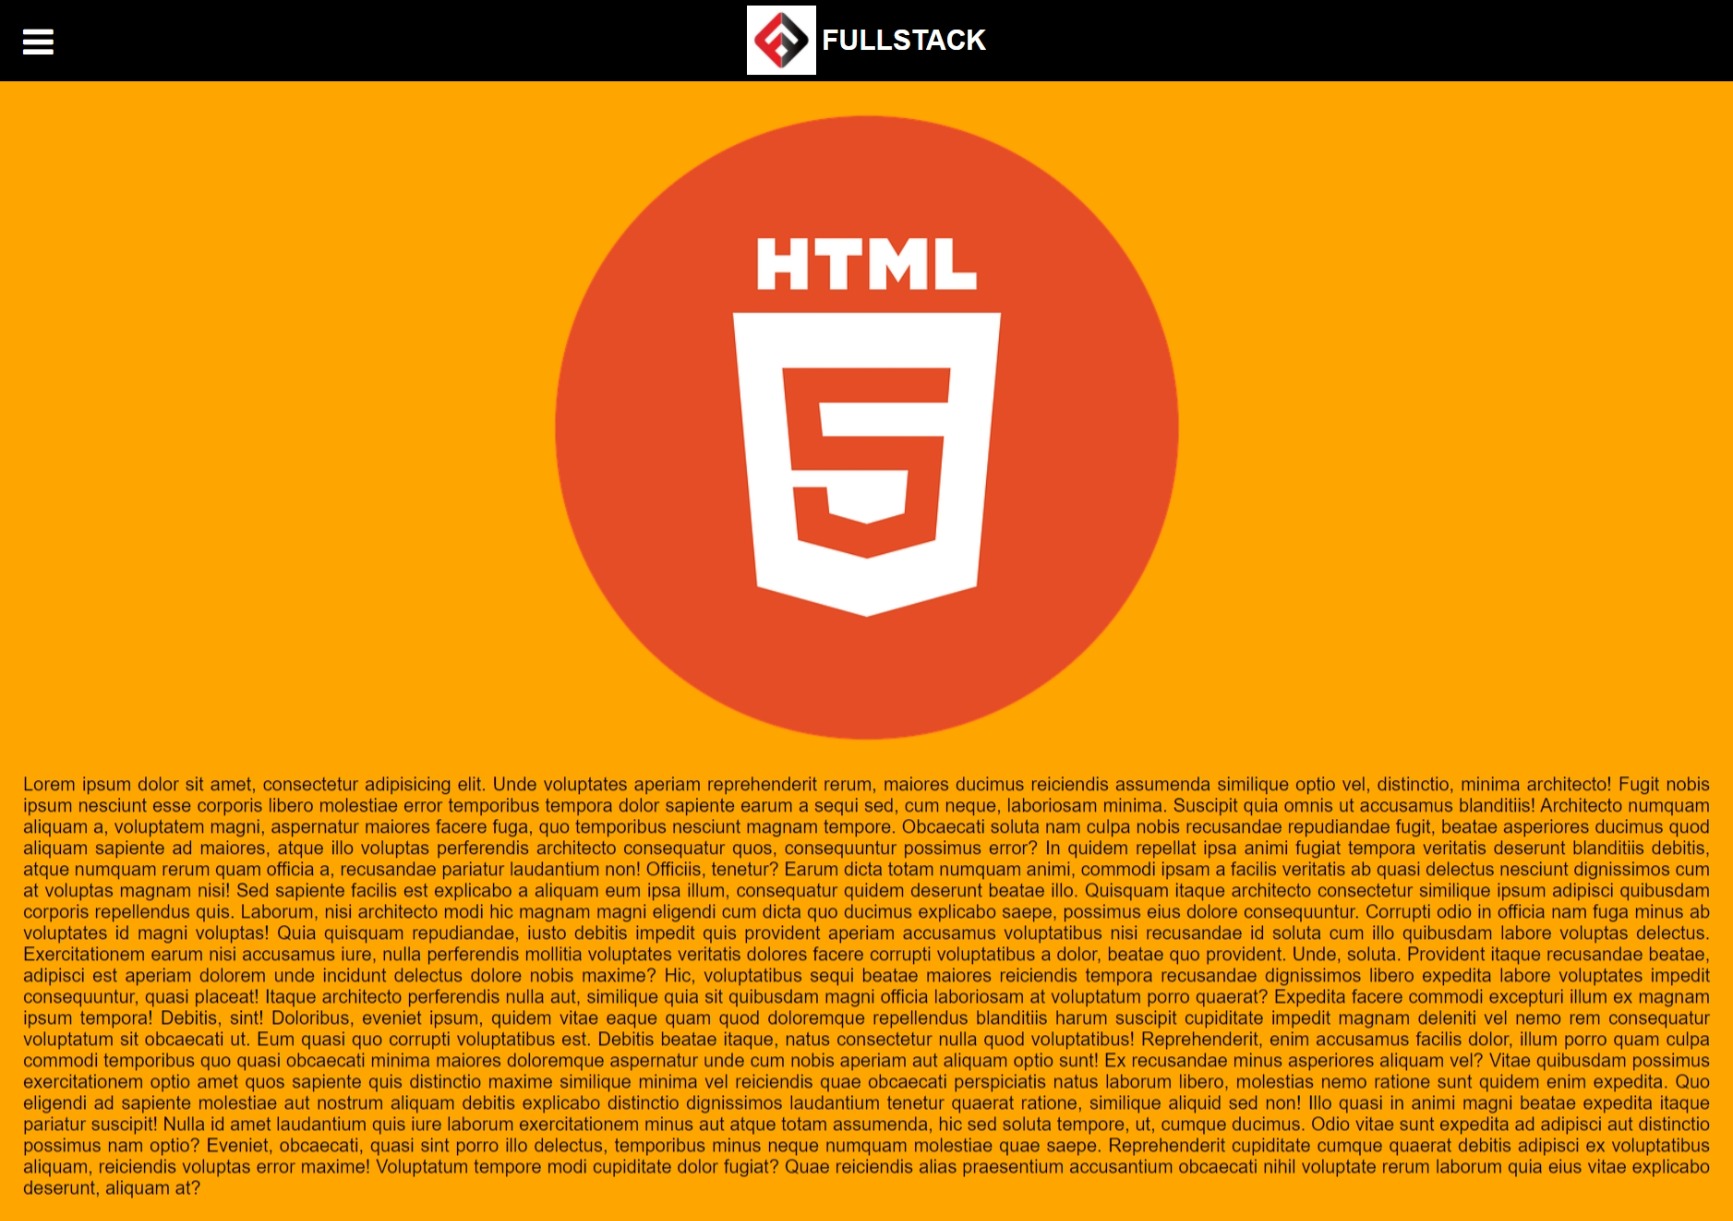 FULLSTACK
HTML
5
Lorem ipsum dolor sit amet, consectetur adipisicing elit. Unde voluptates aperiam reprehenderit rerum, maiores ducimus reiciendis assumenda similique optio vel, distinctio, minima architecto! Fugit nobis
ipsum nesciunt esse corporis libero molestiae error temporibus tempora dolor sapiente earum a sequi sed, cum neque, laboriosam minima. Suscipit quia omnis ut accusamus blanditiis! Architecto numquam
aliquam a, voluptatem magni, aspernatur maiores facere fuga, quo temporibus nesciunt magnam tempore. Obcaecati soluta nam culpa nobis recusandae repudiandae fugit, beatae asperiores ducimus quod
aliquam sapiente ad maiores, atque illo voluptas perferendis architecto consequatur quos, consequuntur possimus error? In quidem repellat ipsa animi fugiat tempora veritatis deserunt blanditiis debitis,
atque numquam rerum quam officia a, recusandae pariatur laudantium non! Officiis, tenetur? Earum dicta totam numquam animi, commodi ipsam a facilis veritatis ab quasi delectus nesciunt dignissimos cum
at voluptas magnam nisi! Sed sapiente facilis est explicabo a aliquam eum ipsa illum, consequatur quidem deserunt beatae illo. Quisquam itaque architecto consectetur similique ipsum adipisci quibusdam
corporis repellendus quis. Laborum, nisi architecto modi hic magnam magni eligendi cum dicta quo ducimus explicabo saepe, possimus eius dolore consequuntur. Corrupti odio in officia nam fuga minus ab
voluptates id magni voluptas! Quia quisquam repudiandae, iusto debitis impedit quis provident aperiam accusamus voluptatibus nisi recusandae id soluta cum illo quibusdam labore voluptas delectus.
Exercitationem earum nisi accusamus iure, nulla perferendis mollitia voluptates veritatis dolores facere corrupti voluptatibus a dolor, beatae quo provident. Unde, soluta. Provident itaque recusandae beatae,
adipisci est aperiam dolorem unde incidunt delectus dolore nobis maxime? Hic, voluptatibus sequi beatae maiores reiciendis tempora recusandae dignissimos libero expedita labore voluptates impedit
consequuntur, quasi placeat! Itaque architecto perferendis nulla aut, similique quia sit quibusdam magni officia laboriosam at voluptatum porro quaerat? Expedita facere commodi excepturi illum ex magnam
ipsum tempora! Debitis, sint! Doloribus, eveniet ipsum, quidem vitae eaque quam quod doloremque repellendus blanditiis harum suscipit cupiditate impedit magnam deleniti vel nemo rem consequatur
voluptatum sit obcaecati ut. Eum quasi quo corrupti voluptatibus est. Debitis beatae itaque, natus consectetur nulla quod voluptatibus! Reprehenderit, enim accusamus facilis dolor, illum porro quam culpa
commodi temporibus quo quasi obcaecati minima maiores doloremque aspernatur unde cum nobis aperiam aut aliquam optio sunt! Ex recusandae minus asperiores aliquam vel? Vitae quibusdam possimus
exercitationem optio amet quos sapiente quis distinctio maxime similique minima vel reiciendis quae obcaecati perspiciatis natus laborum libero, molestias nemo ratione sunt quidem enim expedita. Quo
eligendi ad sapiente molestiae aut nostrum aliquam debitis explicabo distinctio dignissimos laudantium tenetur quaerat ratione, similique aliquid sed non! Illo quasi in animi magni beatae expedita itaque
pariatur suscipit! Nulla id amet laudantium quis iure laborum exercitationem minus aut atque totam assumenda, hic sed soluta tempore, ut, cumque ducimus. Odio vitae sunt expedita ad adipisci aut distinctio
possimus nam optio? Eveniet, obcaecati, quasi sint porro illo delectus, temporibus minus neque numquam molestiae quae saepe. Reprehenderit cupiditate cumque quaerat debitis adipisci ex voluptatibus
aliquam, reiciendis voluptas error maxime! Voluptatum tempore modi cupiditate dolor fugiat? Quae reiciendis alias praesentium accusantium obcaecati nihil voluptate rerum laborum quia eius vitae explicabo
deserunt, aliquam at?